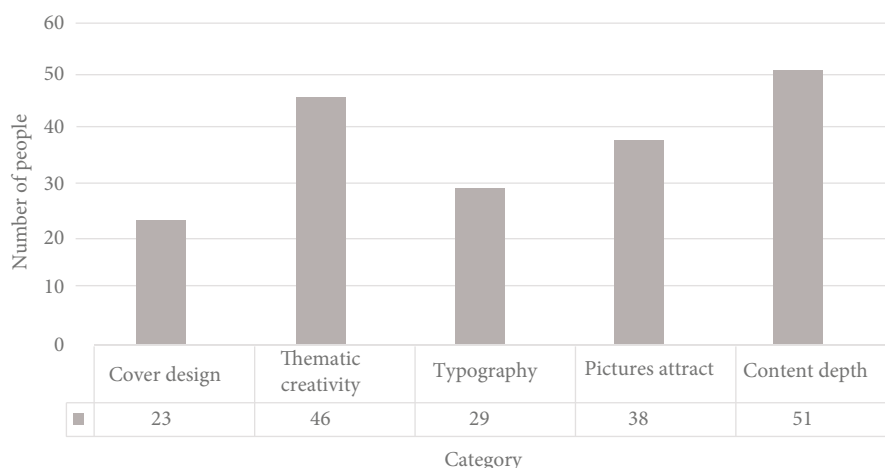 60
50
40
30
20
10
0
Number of people
Cover design
Thematic
creativity
Typography
Pictures attract
Content depth
23 46 29 38 51
Category